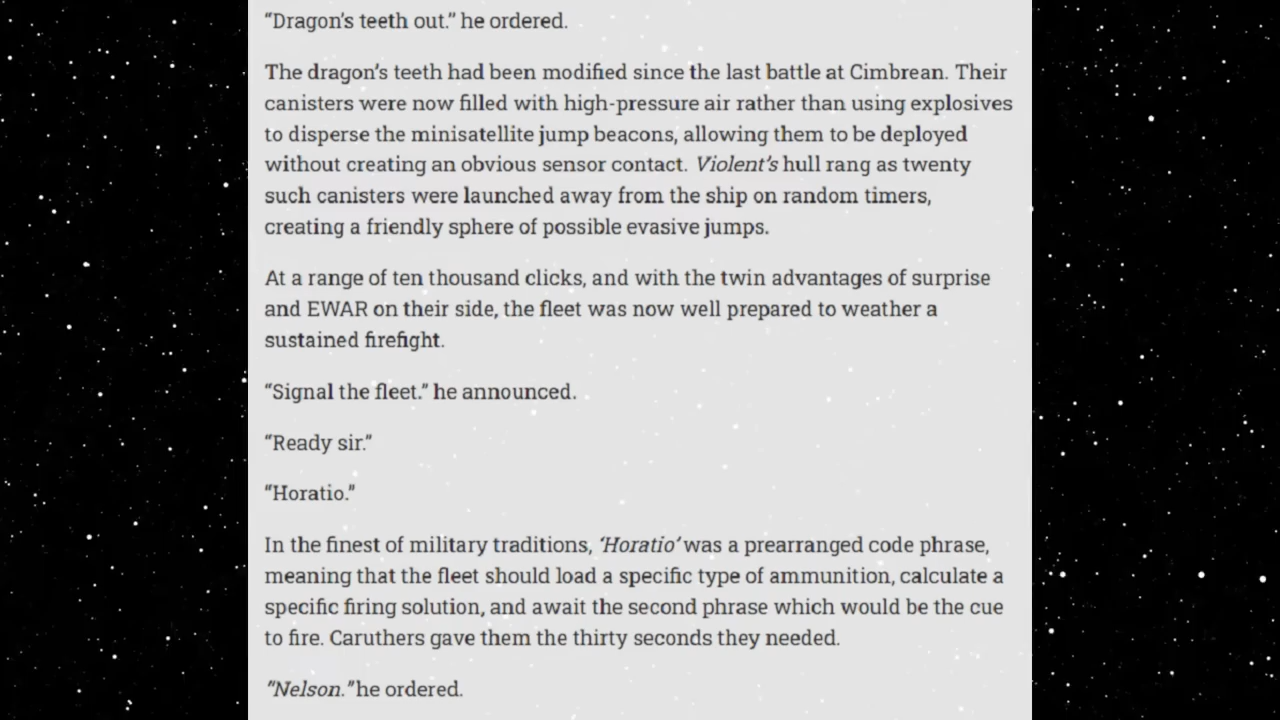 “Dragon’s teeth out.” he ordered.
The dragon’s teeth had been modified since the last battle at Cimbrean. Their
canisters were now filled with high-pressure air rather than using explosives
to disperse the minisatellite jump beacons, allowing them to be deployed
without creating an obvious sensor contact. Violent’s hull rang as twenty
such canisters were launched away from the ship on random timers,
creating a friendly sphere of possible evasive jumps.
At a range of ten thousand clicks, and with the twin advantages of surprise
and EWAR on their side, the fleet was now well prepared to weather a
sustained firefight.
“Signal the fleet.” he announced.
“Ready sir.”
“Horatio.”
In the finest of military traditions, ‘Horatio’ was a prearranged code phrase,
meaning that the fleet should load a specific type of ammunition, calculate a
specific firing solution, and await the second phrase which would be the cue
to fire. Caruthers gave them the thirty seconds they needed.
“Nelson.” he ordered.